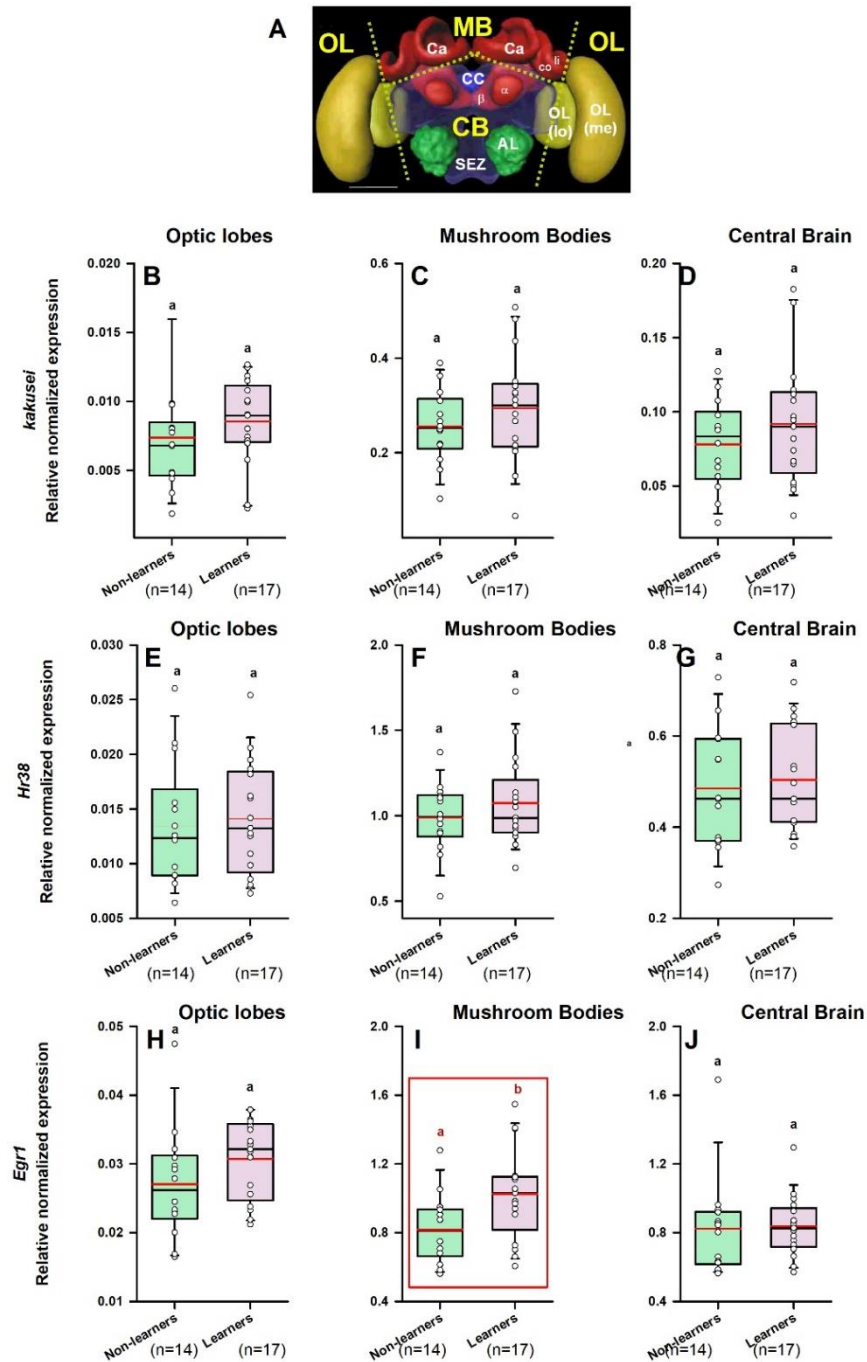 A
OL MB OL
Ca Ca
co li
CC
β α
CB
OL (lo)
OL (me)
AL
SEZ
Optic lobes Mushroom Bodies Central Brain
kakusei
Relative normalized expression
B
0.020
0.015
0.010
0.005
a a
Non-learners Learners
(n=14) (n=17)
C
0.6
0.4
0.2
a a
Non-learners Learners
(n=14) (n=17)
D
0.20
0.15
0.10
0.05
a a
Non-learners Learners
(n=14) (n=17)
Optic lobes Mushroom Bodies Central Brain
Hr38
Relative normalized expression
E
0.030
0.025
0.020
0.015
0.010
0.005
a a
Non-learners Learners
(n=14) (n=17)
F
2.0
1.5
1.0
0.5
a a
Non-learners Learners
(n=14) (n=17)
G
0.8
0.6
0.4
0.2
a
a a
Non-learners Learners
(n=14) (n=17)
Optic lobes Mushroom Bodies Central Brain
Egr1
Relative normalized expression
H
0.05
0.04
0.03
0.02
0.01
a a
Non-learners Learners
(n=14) (n=17)
I
2.0
1.6
1.2
0.8
0.4
a b
Non-learners Learners
(n=14) (n=17)
J
2.0
1.6
1.2
0.8
0.4
a a
Non-learners Learners
(n=14) (n=17)